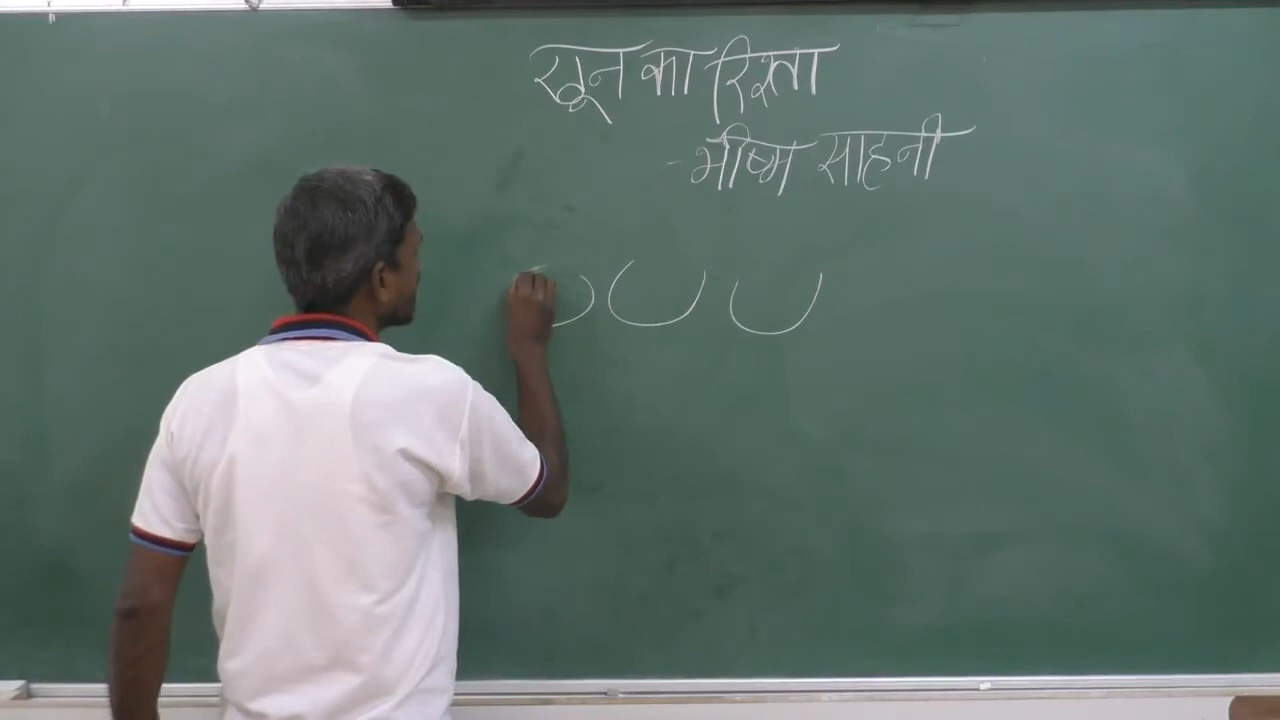 खून का रिश्ता
- भीष्म साहनी